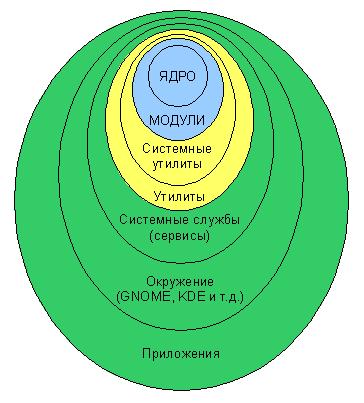 ЯДРО
МОДУЛИ
Системные
утилиты
Утилиты
Системные службы
(сервисы)
Окружение
(GNOME, KDE и т.д.)
Приложения